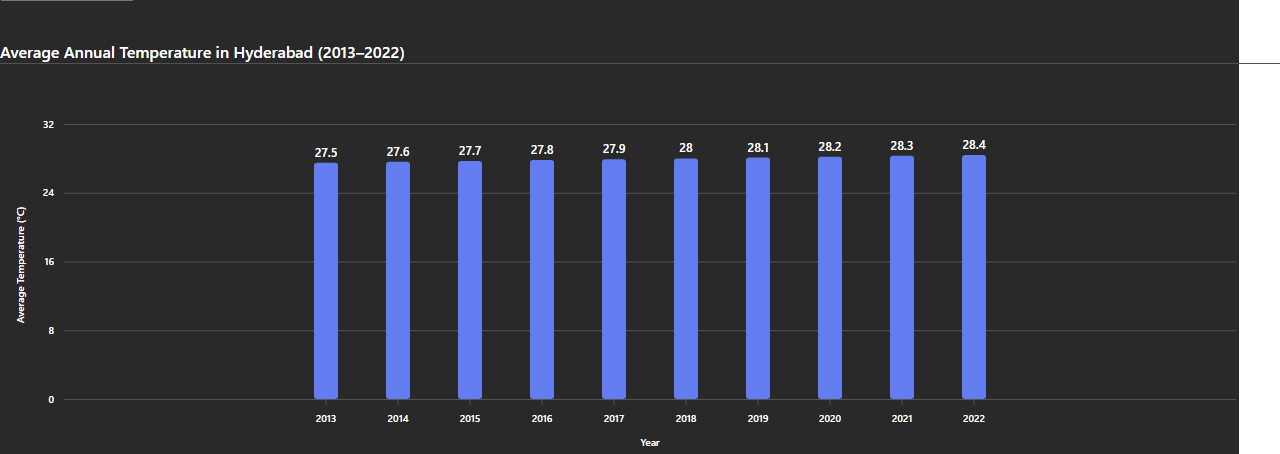 Average Annual Temperature in Hyderabad (2013–2022)
32
27.5 27.6 27.7 27.8 27.9 28 28.1 28.2 28.3 28.4
24
16
8
0
Average Temperature (°C)
2013 2014 2015 2016 2017 2018 2019 2020 2021 2022
Year